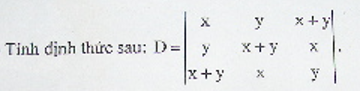 x y x+y
Tính định thức sau: D= y x+y x .
x+y x y